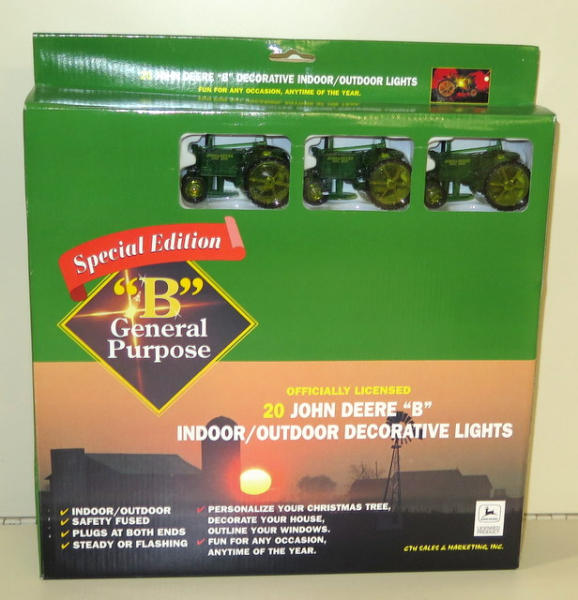 20 JOHN DEERE "B" DECORATIVE INDOOR/OUTDOOR LIGHTS
FUN FOR ANY OCCASION, ANYTIME OF THE YEAR.
Special Edition
"B"
General
Purpose
OFFICIALLY LICENSED
20 JOHN DEERE "B"
INDOOR/OUTDOOR DECORATIVE LIGHTS
✓ INDOOR/OUTDOOR
✓ SAFETY FUSED
✓ PLUGS AT BOTH ENDS
✓ STEADY OR FLASHING
✓ PERSONALIZE YOUR CHRISTMAS TREE,
DECORATE YOUR HOUSE,
OUTLINE YOUR WINDOWS.
✓ FUN FOR ANY OCCASION,
ANYTIME OF THE YEAR.
LICENSED
PRODUCT
GTH SALES & MARKETING, INC.